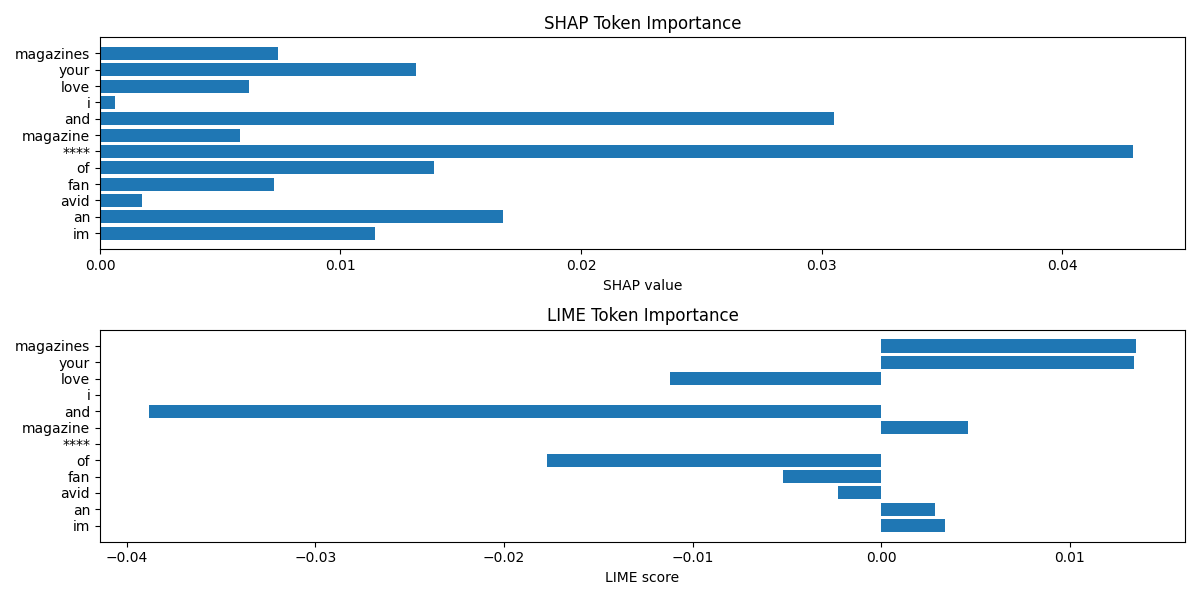 SHAP Token Importance
magazines
your
love
i
and
magazine
****
of
fan
avid
an
im
0.00 0.01 0.02 0.03 0.04
SHAP value
LIME Token Importance
magazines
your
love
i
and
magazine
****
of
fan
avid
an
im
−0.04 −0.03 −0.02 −0.01 0.00 0.01
LIME score